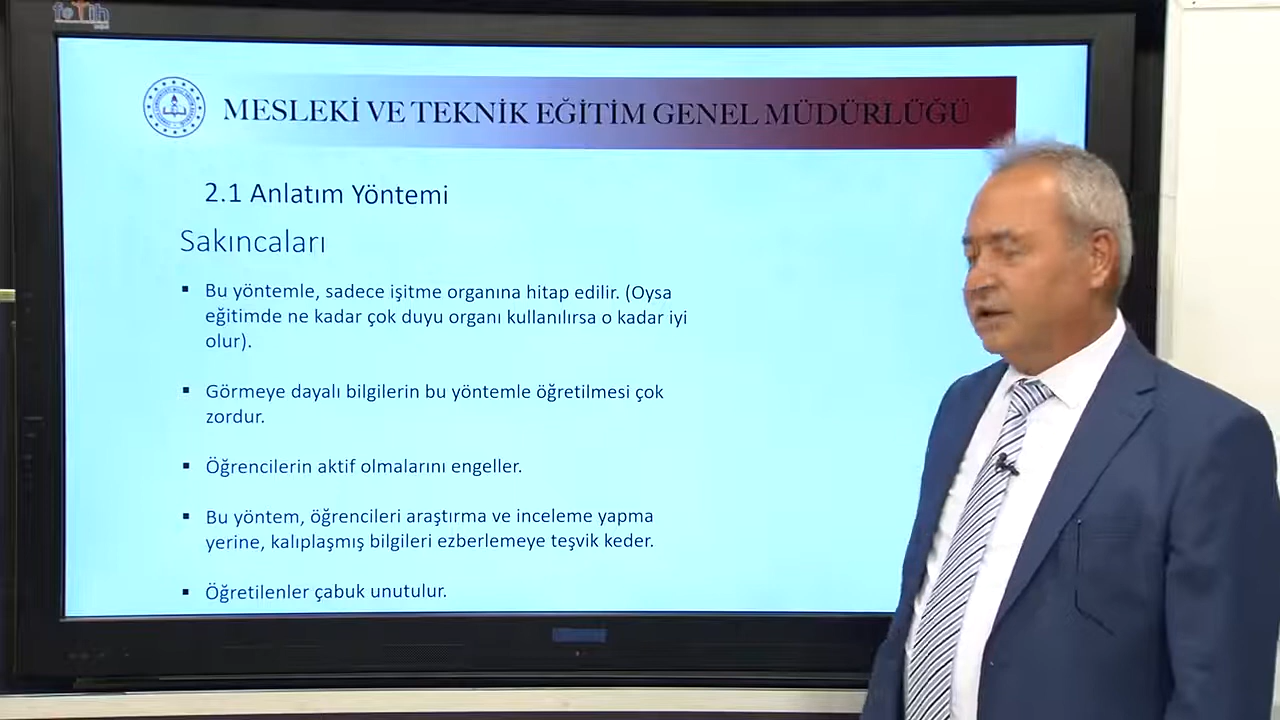 fatih
MESLEKİ VE TEKNİK EĞİTİM GENEL MÜDÜRLÜĞÜ
2.1 Anlatım Yöntemi
Sakıncaları
▪ Bu yöntemle, sadece işitme organına hitap edilir. (Oysa
eğitimde ne kadar çok duyu organı kullanılırsa o kadar iyi
olur).
▪ Görmeye dayalı bilgilerin bu yöntemle öğretilmesi çok
zordur.
▪ Öğrencilerin aktif olmalarını engeller.
▪ Bu yöntem, öğrencileri araştırma ve inceleme yapma
yerine, kalıplaşmış bilgileri ezberlemeye teşvik keder.
▪ Öğretilenler çabuk unutulur.